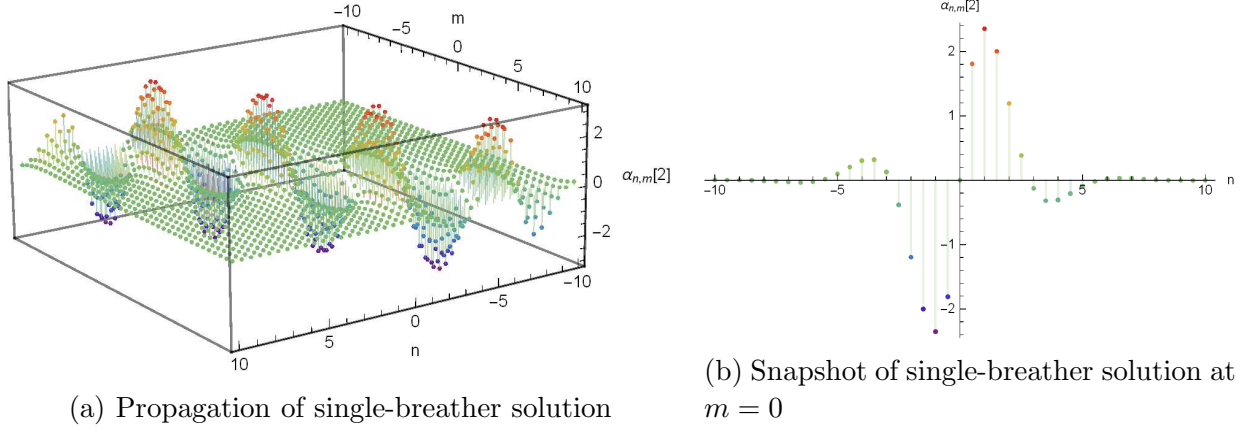 -10
-5
m
0
5
10
2
0
α_{n,m}[2]
-2
-10
-5
0
n
5
10
(a) Propagation of single-breather solution
α_{n,m}[2]
2
1
-10
-5
5
10
n
-1
-2
(b) Snapshot of single-breather solution at
m = 0